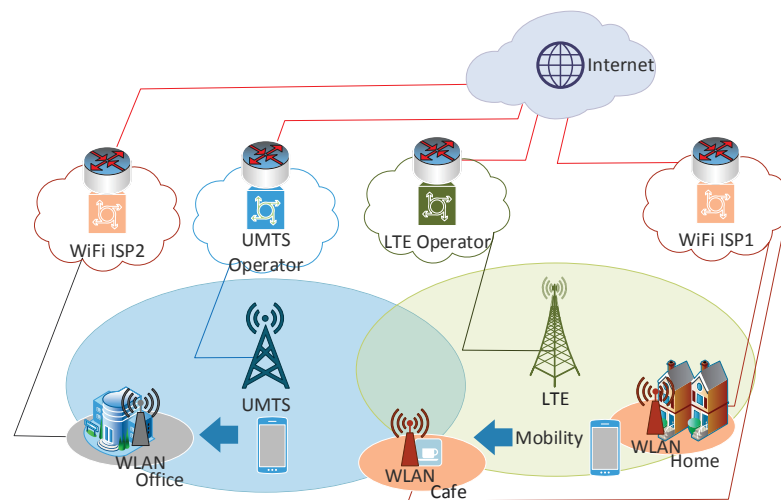 Internet
WiFi ISP2
UMTS
Operator
LTE Operator
WiFi ISP1
UMTS
LTE
WLAN
Office
Mobility
WLAN
Home
WLAN
Cafe